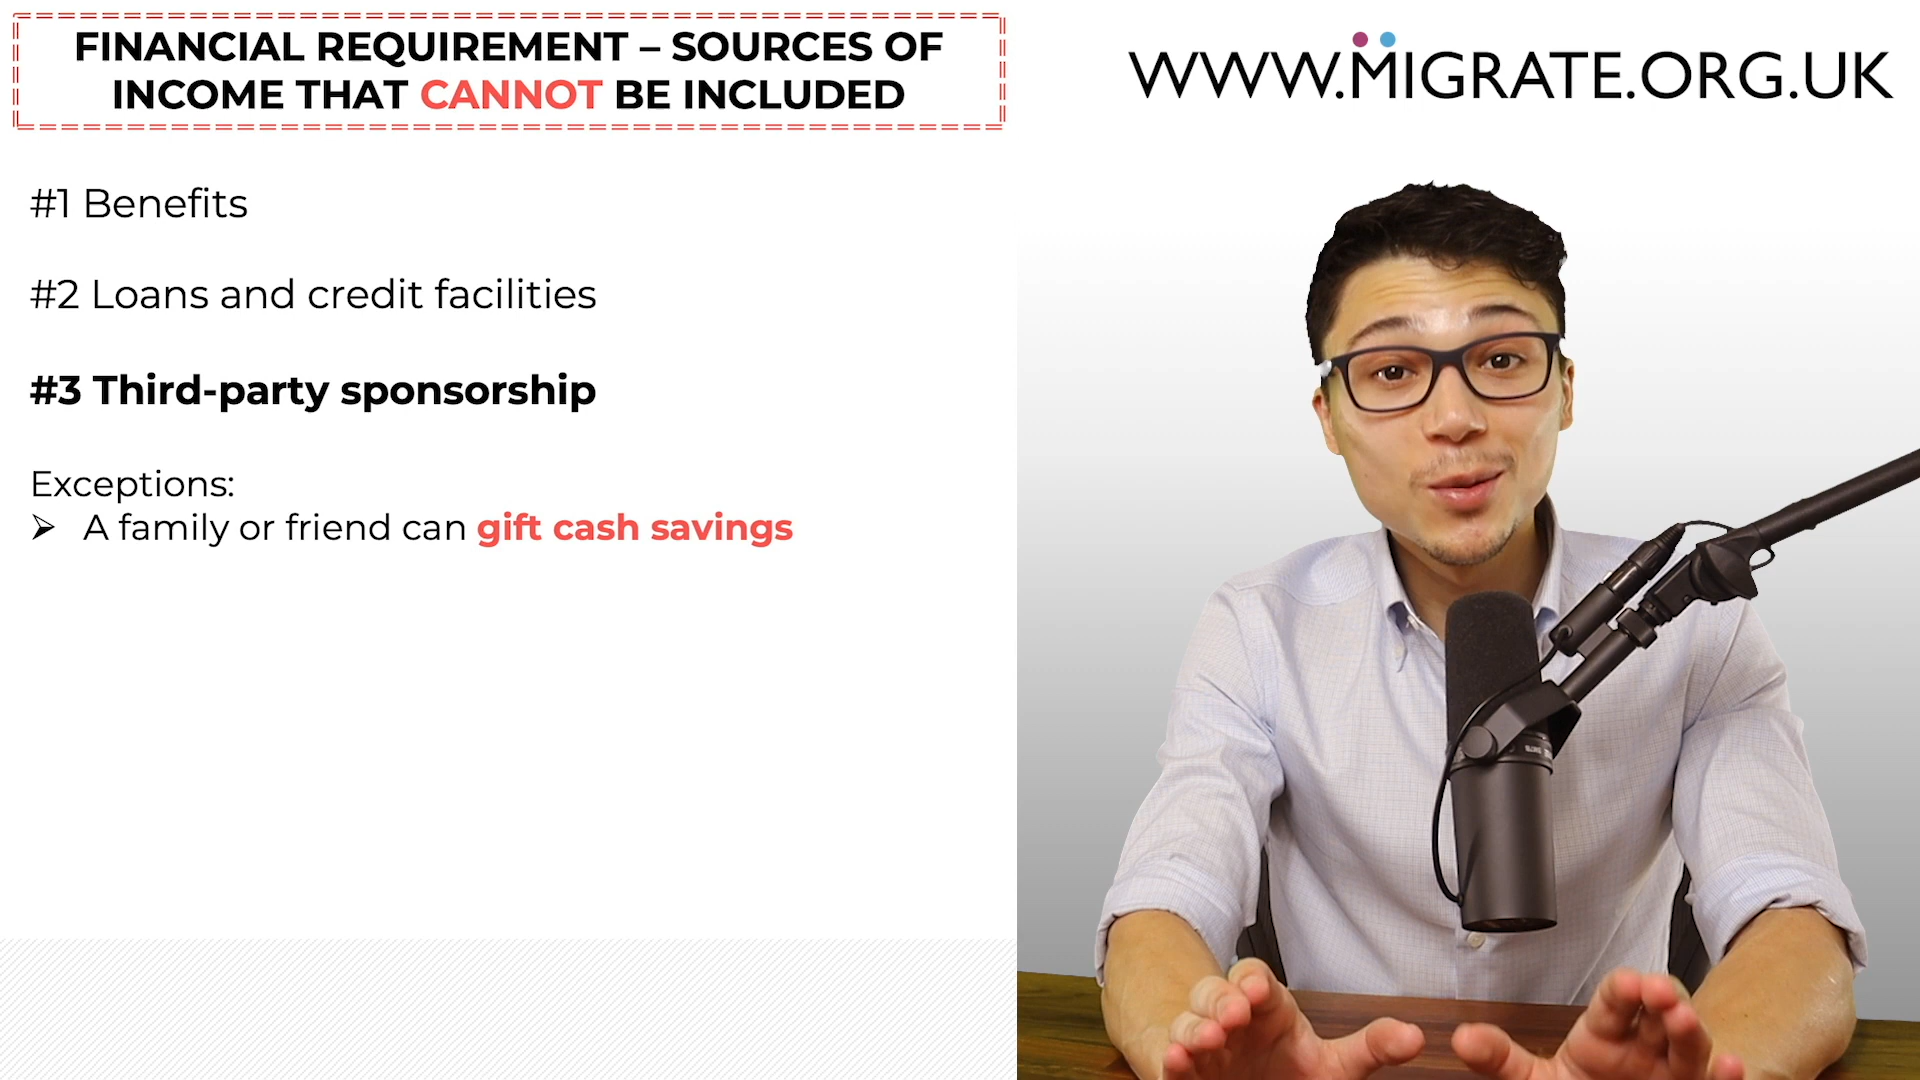 FINANCIAL REQUIREMENT – SOURCES OF
INCOME THAT CANNOT BE INCLUDED
WWW.MIGRATE.ORG.UK
#1 Benefits
#2 Loans and credit facilities
#3 Third-party sponsorship
Exceptions:
➢ A family or friend can gift cash savings